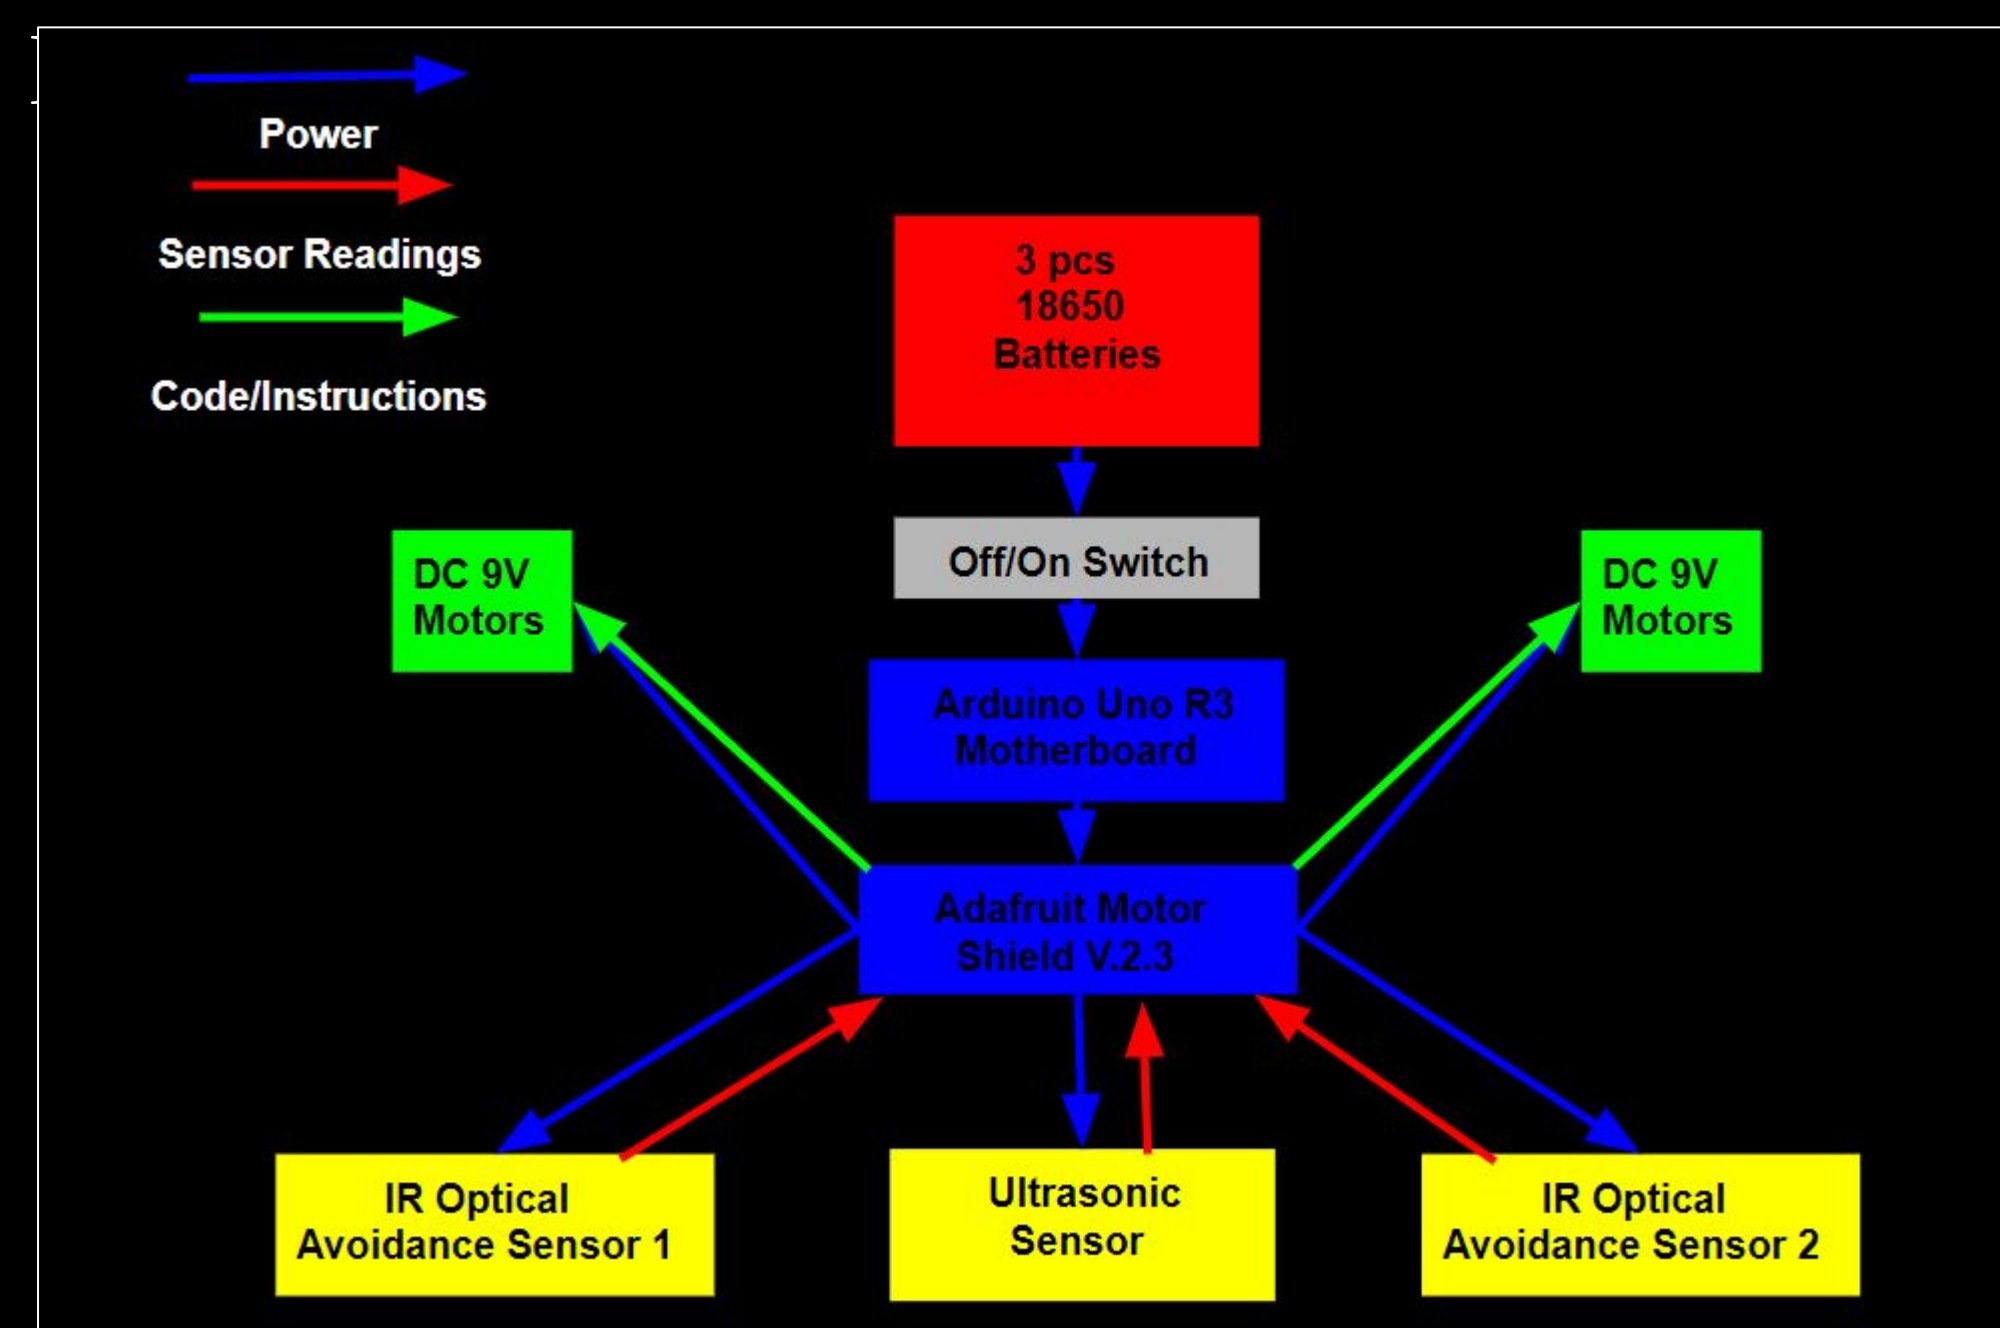 Power
Sensor Readings
Code/Instructions
3 pcs
18650
Batteries
Off/On Switch
DC 9V
Motors
DC 9V
Motors
Arduino Uno R3
Motherboard
Adafruit Motor
Shield V.2.3
IR Optical
Avoidance Sensor 1
Ultrasonic
Sensor
IR Optical
Avoidance Sensor 2